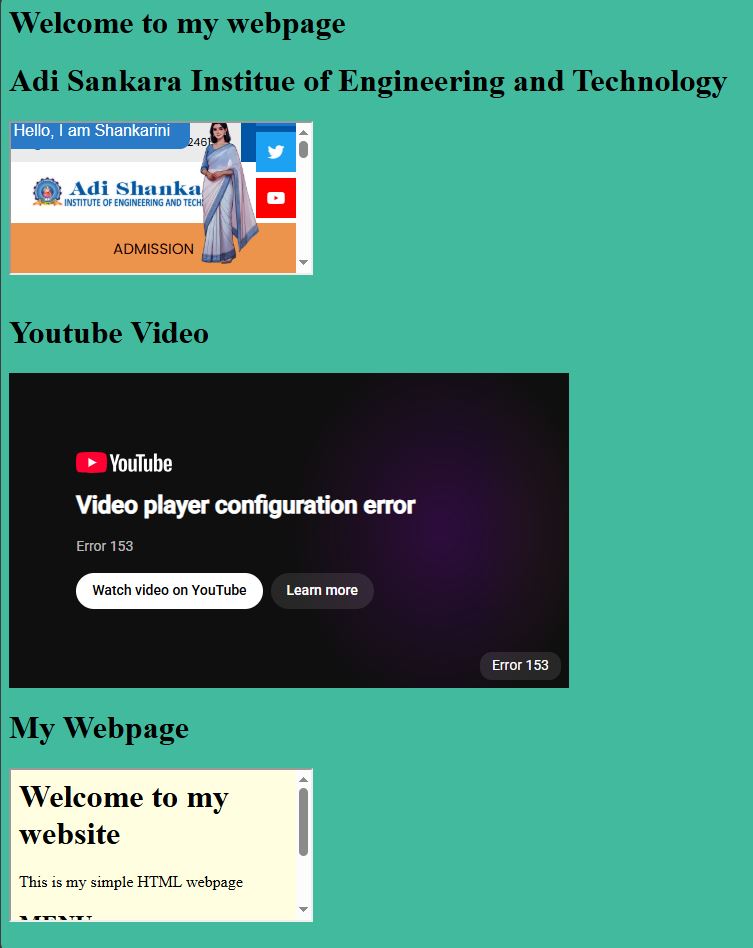 Welcome to my webpage
Adi Sankara Institue of Engineering and Technology
Hello, I am Shankarini
2461
Adi Shanka
INSTITUTE OF ENGINEERING AND TECH
ADMISSION
Youtube Video
YouTube
Video player configuration error
Error 153
Watch video on YouTube Learn more
Error 153
My Webpage
Welcome to my
website
This is my simple HTML webpage
MENU